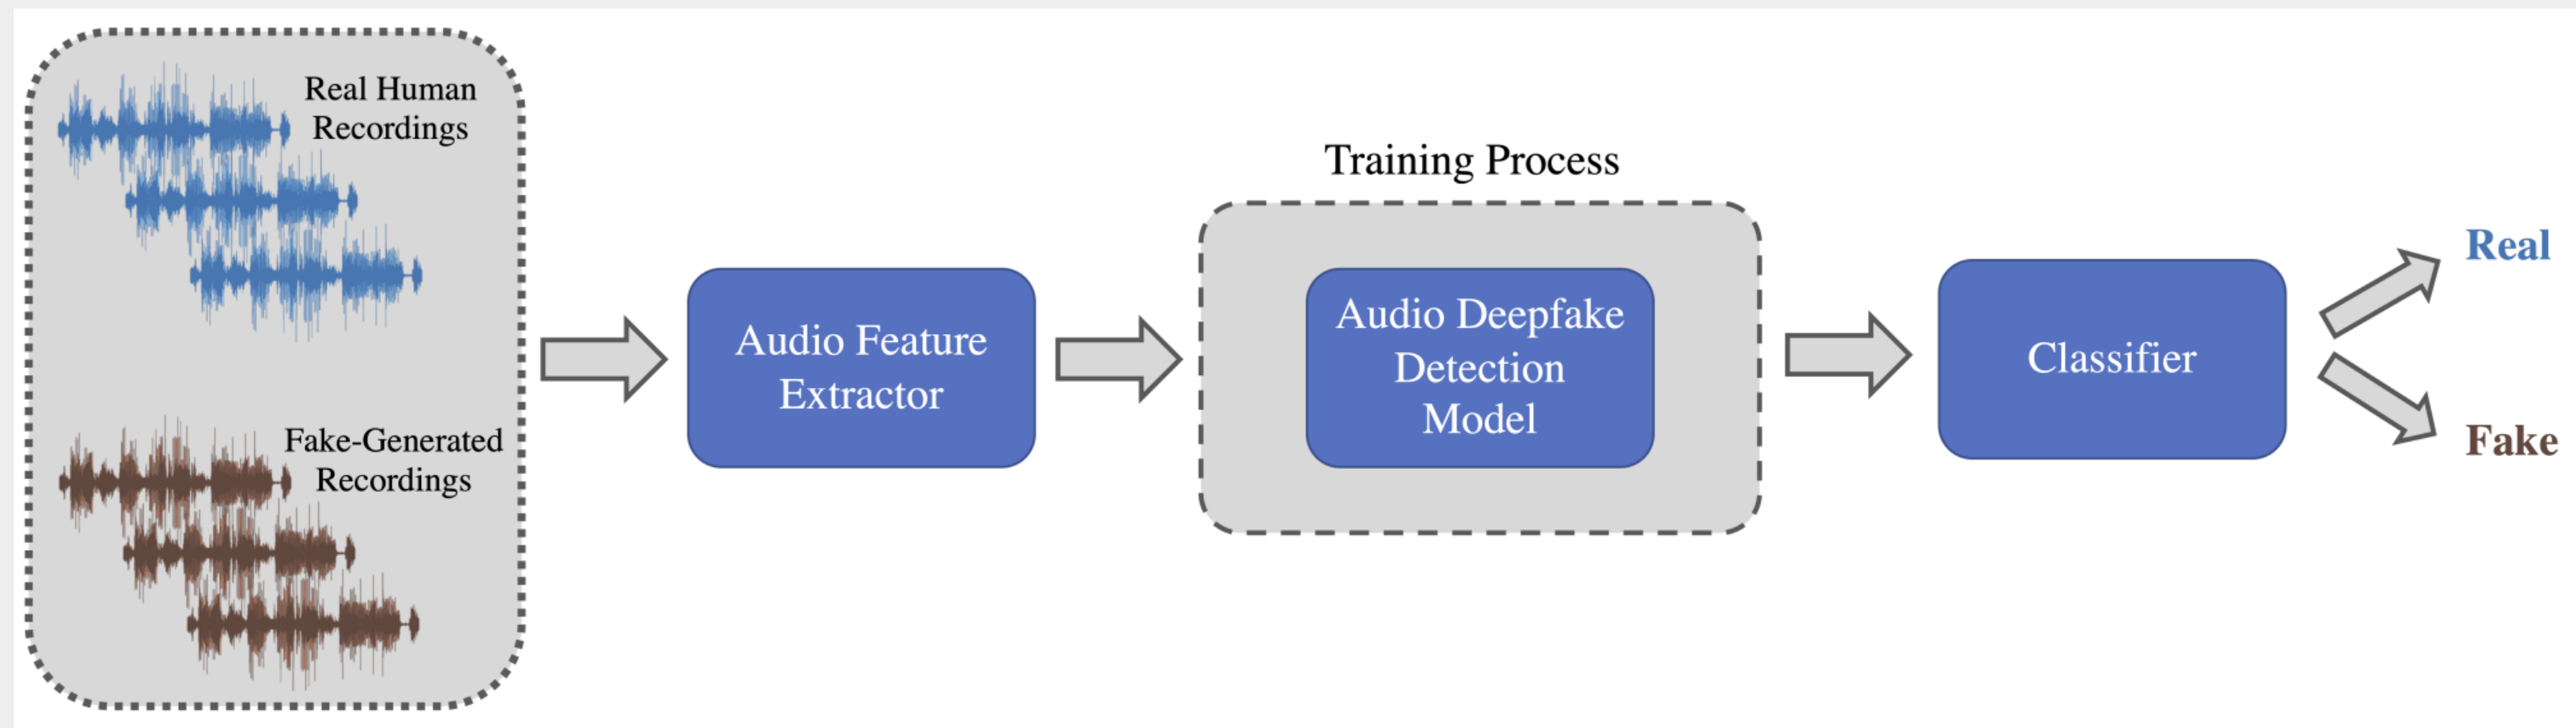 Real Human
Recordings
Fake-Generated
Recordings
Audio Feature
Extractor
Training Process
Audio Deepfake
Detection
Model
Classifier
Real
Fake